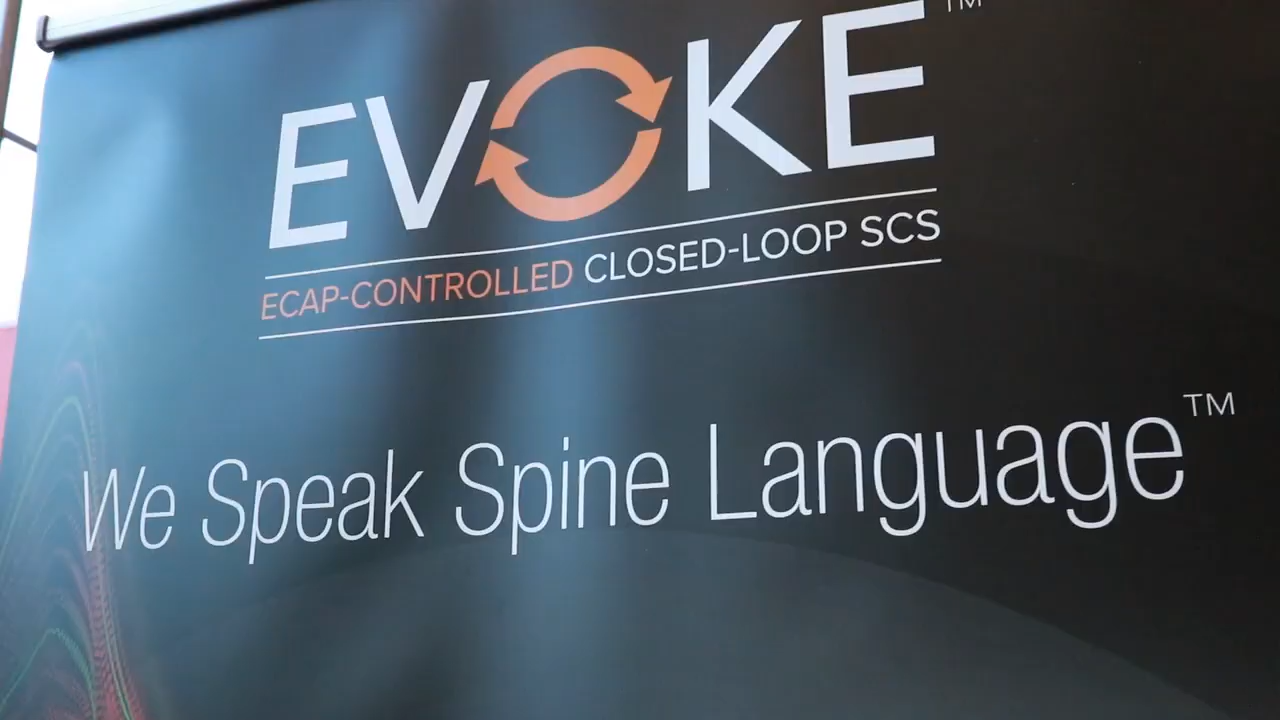 EVOKE™
ECAP-CONTROLLED CLOSED-LOOP SCS
We Speak Spine Language™